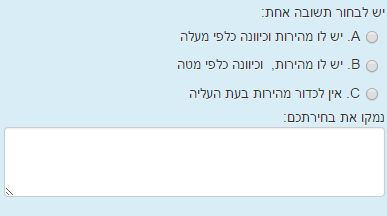 יש לבחור תשובה אחת:
A. יש לו מהירות וכיוונה כלפי מעלה
B. יש לו מהירות, וכיוונה כלפי מטה
C. אין לכדור מהירות בעת העליה
נמקו את בחירתכם: